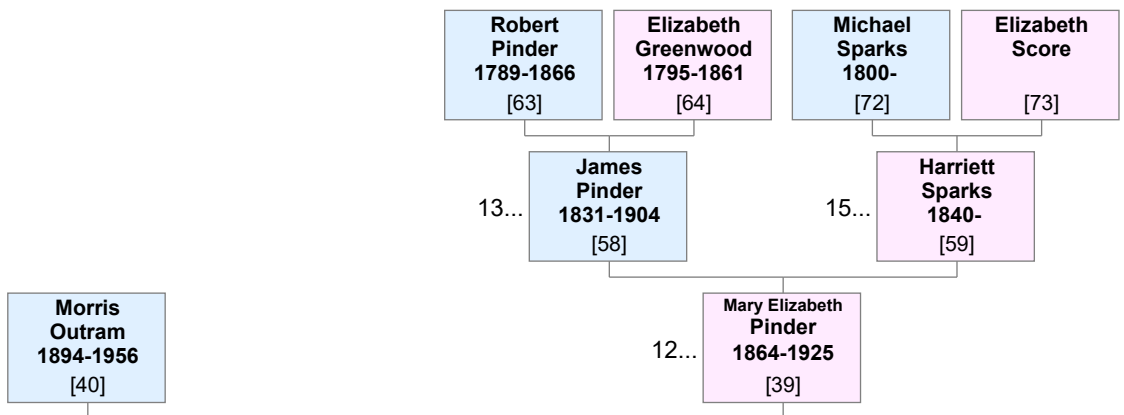 Robert
Pinder
1789-1866
[63]
Elizabeth
Greenwood
1795-1861
[64]
Michael
Sparks
1800-
[72]
Elizabeth
Score
[73]
13...
James
Pinder
1831-1904
[58]
15...
Harriett
Sparks
1840-
[59]
Morris
Outram
1894-1956
[40]
12...
Mary Elizabeth
Pinder
1864-1925
[39]